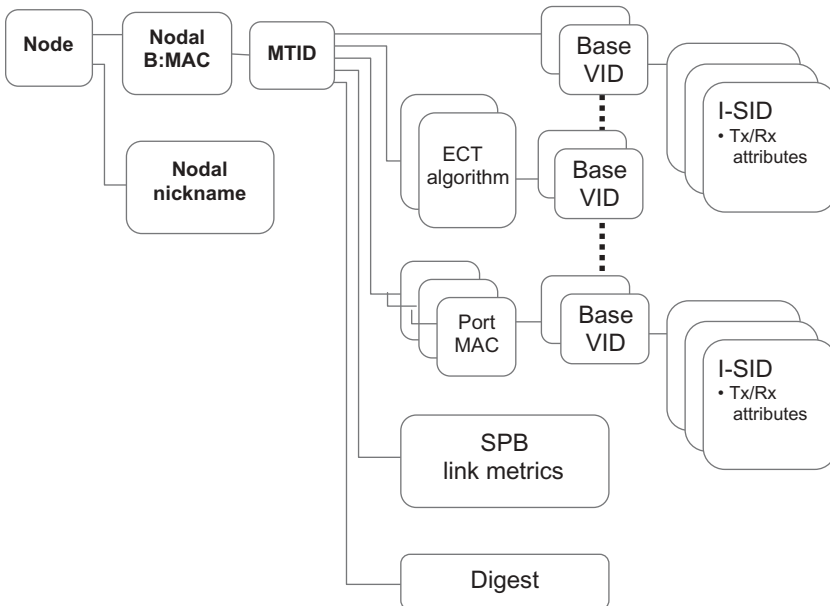 Node
Nodal
B:MAC
MTID
Base
VID
I-SID
• Tx/Rx
attributes
Nodal
nickname
ECT
algorithm
Base
VID
Port
MAC
Base
VID
I-SID
• Tx/Rx
attributes
SPB
link metrics
Digest